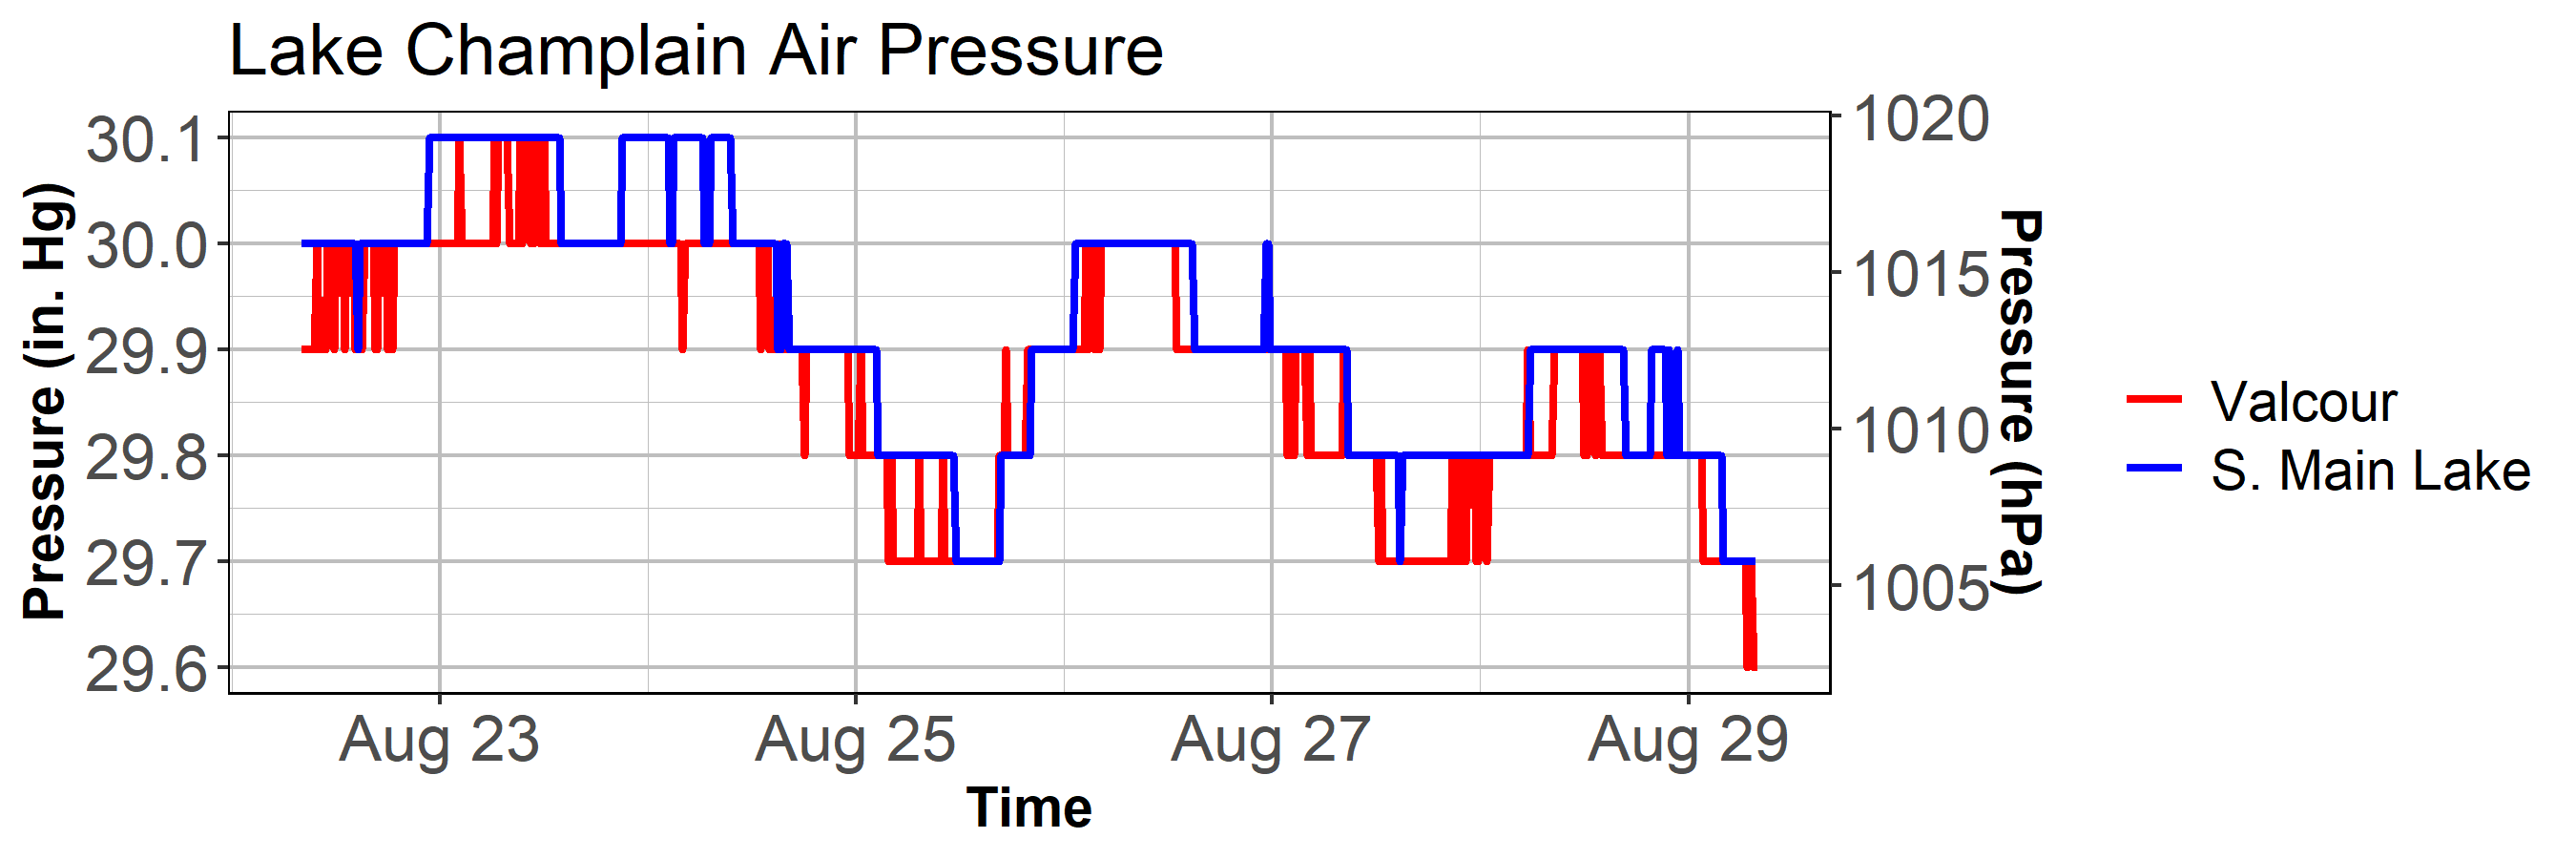 Lake Champlain Air Pressure
30.1
30.0
29.9
29.8
29.7
29.6
Pressure (in. Hg)
1020
1015
1010
1005
Pressure (hPa)
Aug 23 Aug 25 Aug 27 Aug 29
Time
Valcour
S. Main Lake